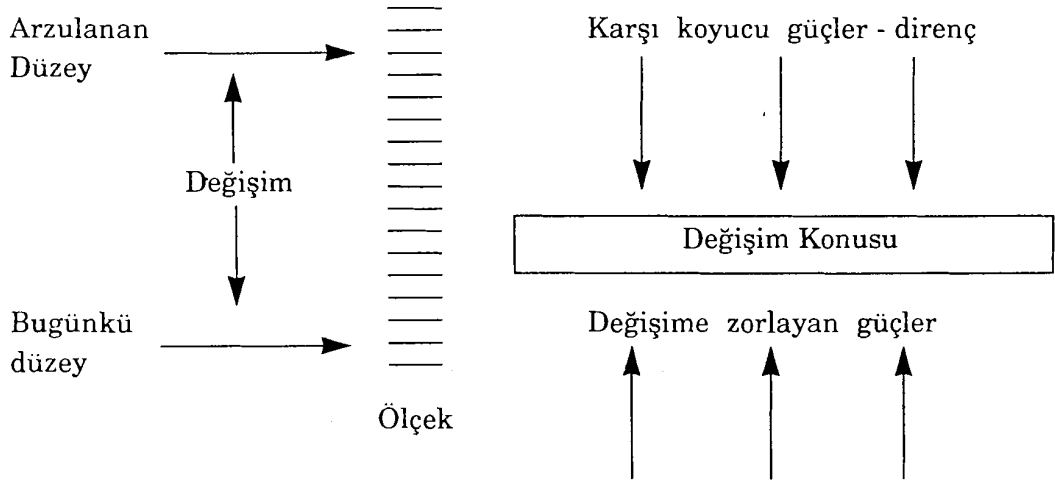 Arzulanan
Düzey
Değişim
Bugünkü
düzey
Ölçek
Karşı koyucu güçler - direnç
Değişim Konusu
Değişime zorlayan güçler